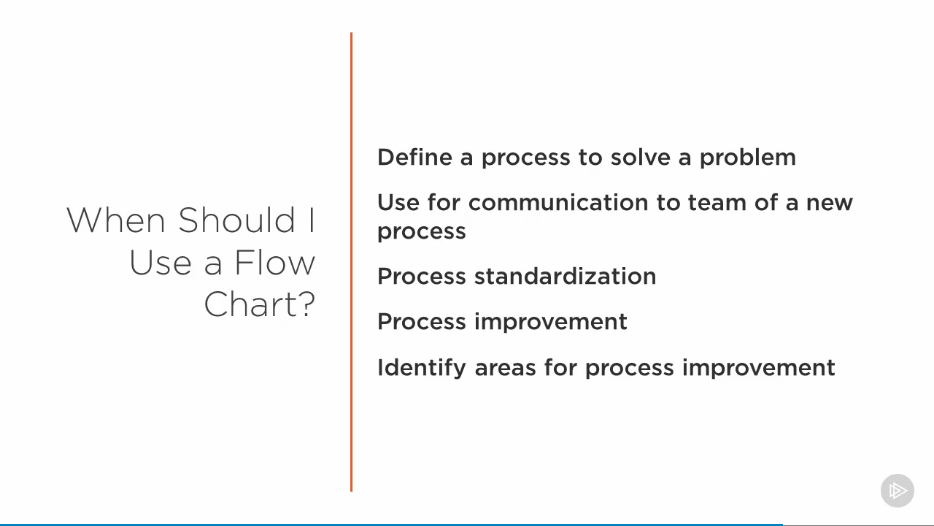 When Should I
Use a Flow
Chart?
Define a process to solve a problem
Use for communication to team of a new
process
Process standardization
Process improvement
Identify areas for process improvement